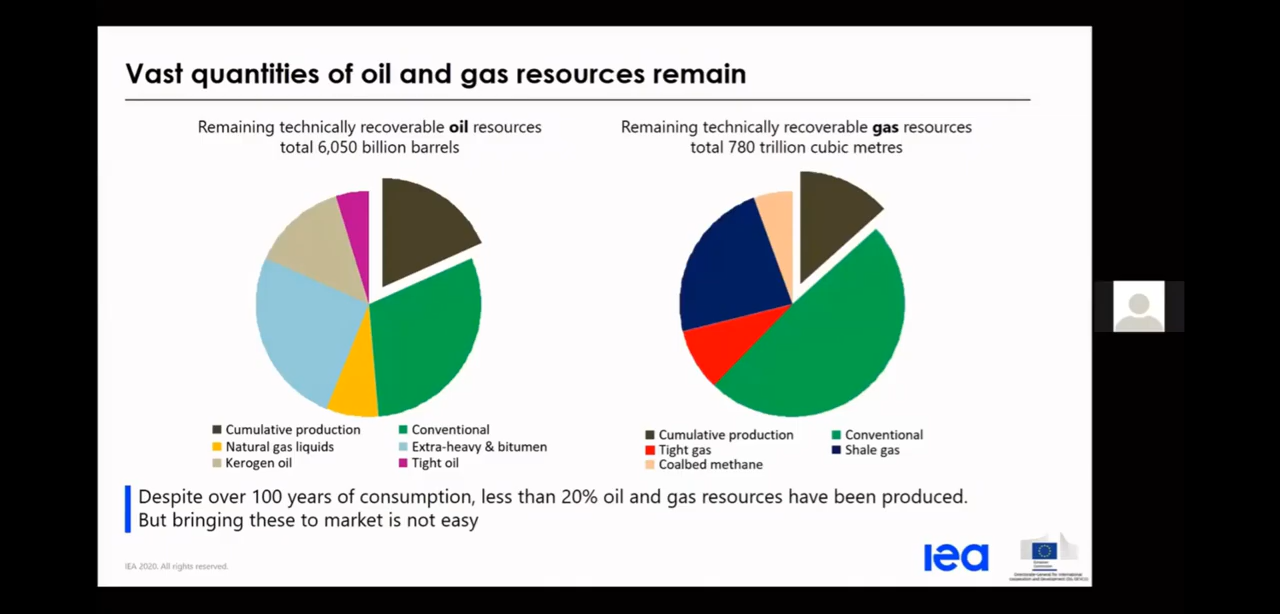 Vast quantities of oil and gas resources remain
Remaining technically recoverable oil resources
total 6,050 billion barrels
Remaining technically recoverable gas resources
total 780 trillion cubic metres
Cumulative production
Conventional
Natural gas liquids
Extra-heavy & bitumen
Kerogen oil
Tight oil
Cumulative production
Conventional
Tight gas
Shale gas
Coalbed methane
Despite over 100 years of consumption, less than 20% oil and gas resources have been produced.
But bringing these to market is not easy
IEA 2020. All rights reserved.
iea
European
Commission